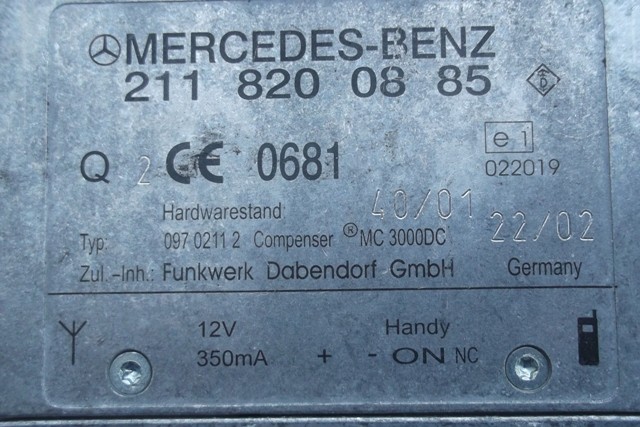 MERCEDES-BENZ
211 820 08 85 D
Q 2 CE 0681 e1
022019
Hardwarestand 40/01 22/02
Typ: 097 0211 2 Compenser ® MC 3000DC
Zul.-Inh.: Funkwerk Dabendorf GmbH Germany
12V Handy
350mA + - ON NC